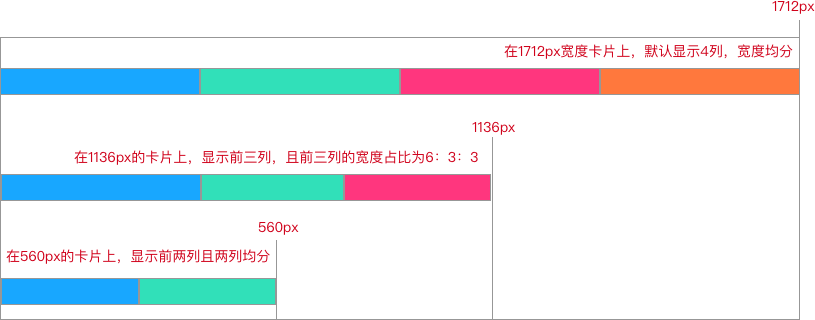 1712px
在1712px宽度卡片上，默认显示4列，宽度均分
1136px
在1136px的卡片上，显示前三列，且前三列的宽度占比为6：3：3
560px
在560px的卡片上，显示前两列且两列均分